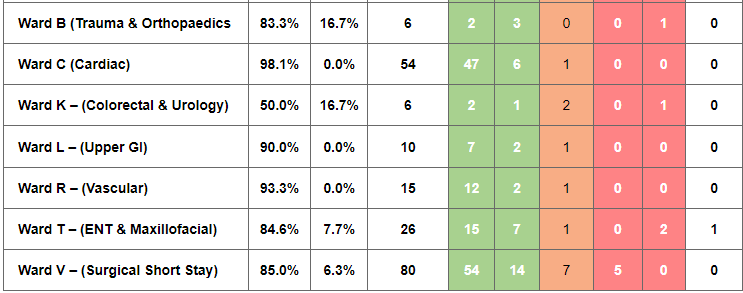 Ward B (Trauma & Orthopaedics 83.3% 16.7% 6 2 3 0 0 1 0
Ward C (Cardiac) 98.1% 0.0% 54 47 6 1 0 0 0
Ward K – (Colorectal & Urology) 50.0% 16.7% 6 2 1 2 0 1 0
Ward L – (Upper GI) 90.0% 0.0% 10 7 2 1 0 0 0
Ward R – (Vascular) 93.3% 0.0% 15 12 2 1 0 0 0
Ward T – (ENT & Maxillofacial) 84.6% 7.7% 26 15 7 1 0 2 1
Ward V – (Surgical Short Stay) 85.0% 6.3% 80 54 14 7 5 0 0